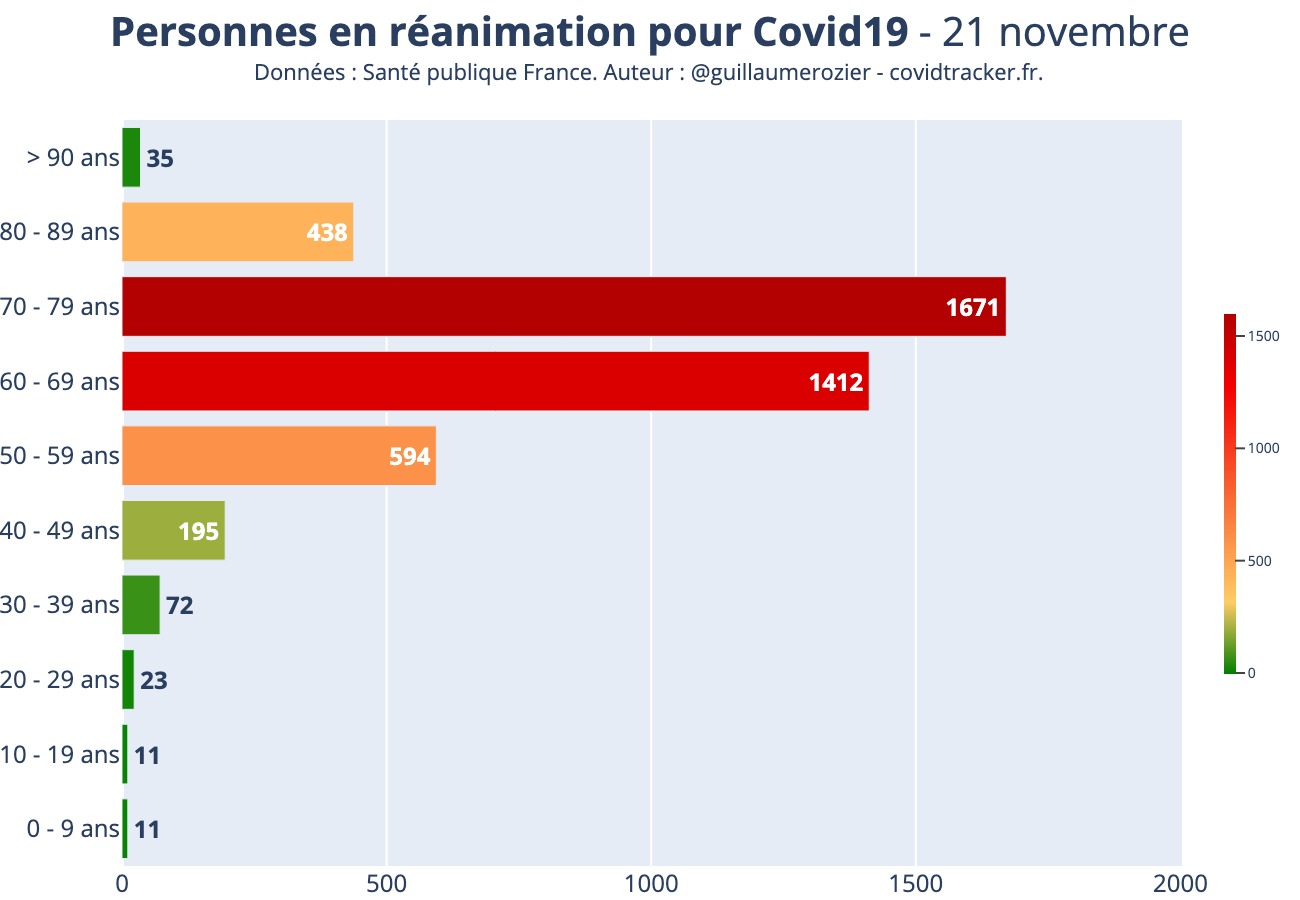 Personnes en réanimation pour Covid19 - 21 novembre
Données : Santé publique France. Auteur : @guillaumerozier - covidtracker.fr.
> 90 ans 35
80 - 89 ans 438
70 - 79 ans 1671
60 - 69 ans 1412
50 - 59 ans 594
40 - 49 ans 195
30 - 39 ans 72
20 - 29 ans 23
10 - 19 ans 11
0 - 9 ans 11
0 500 1000 1500 2000
1500
1000
500
0